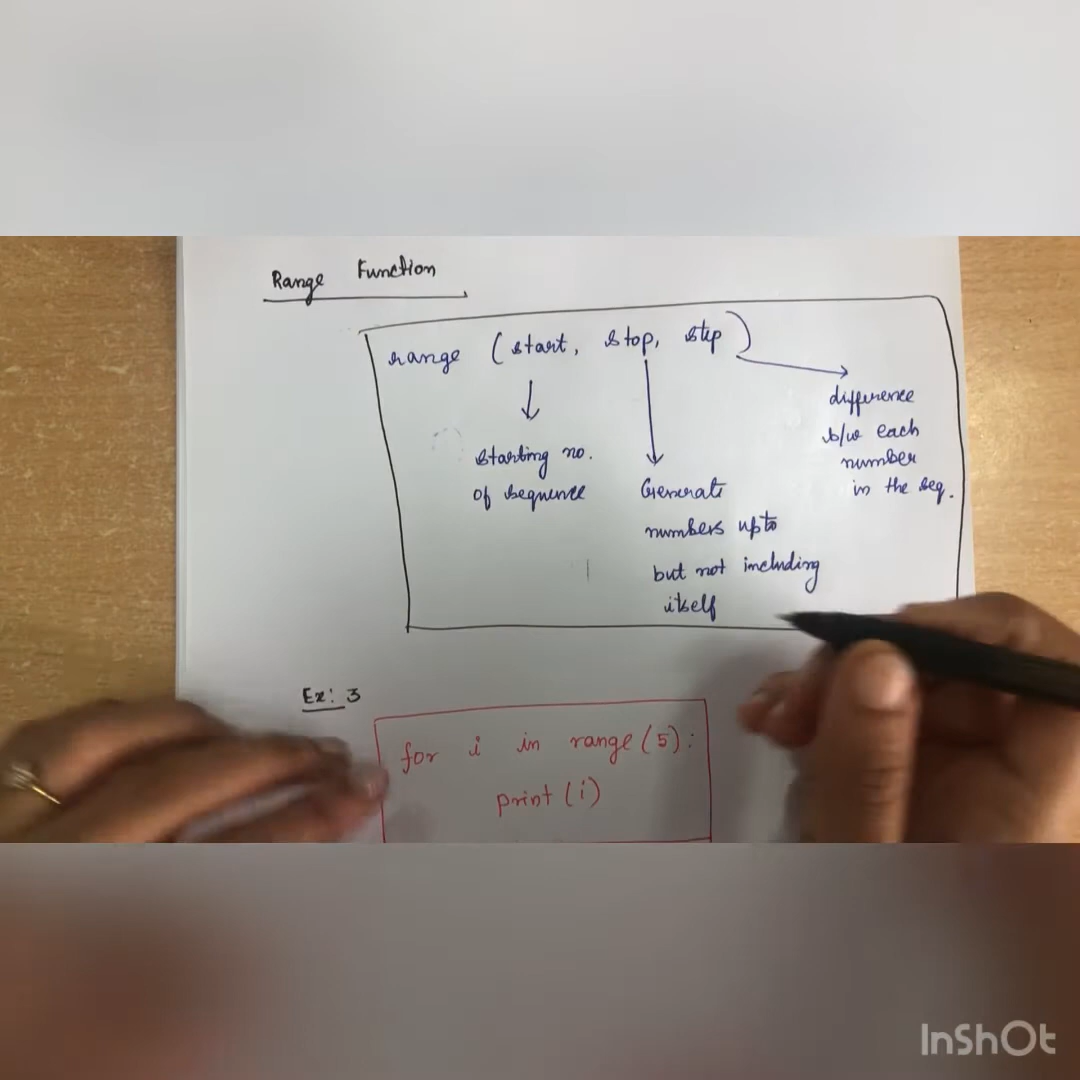 Range Function
range (start, stop, step)
starting no.
of sequence
Generate
numbers upto
but not including
itself
difference
b/w each
number
in the seq.
Ex: 3
for i in range(5):
print(i)
InShOt